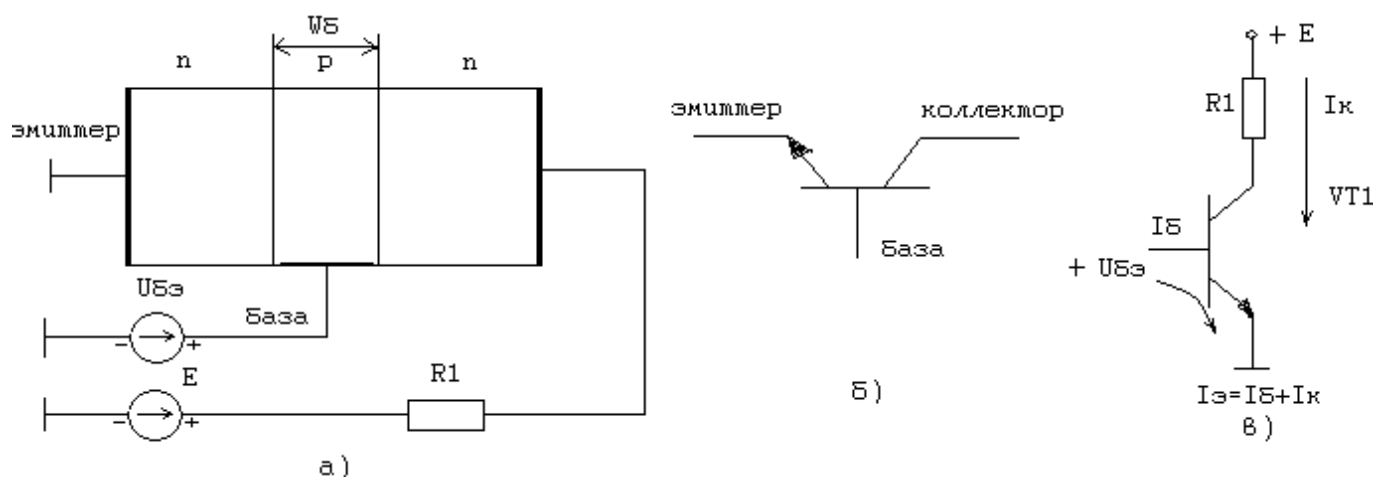 Wб
n
p
n
эмиттер
Uбэ
база
- +
E
R1
- +
а)
эмиттер
коллектор
база
б)
+ E
R1
Iк
VT1
Iб
+ Uбэ
Iэ=Iб+Iк
в)